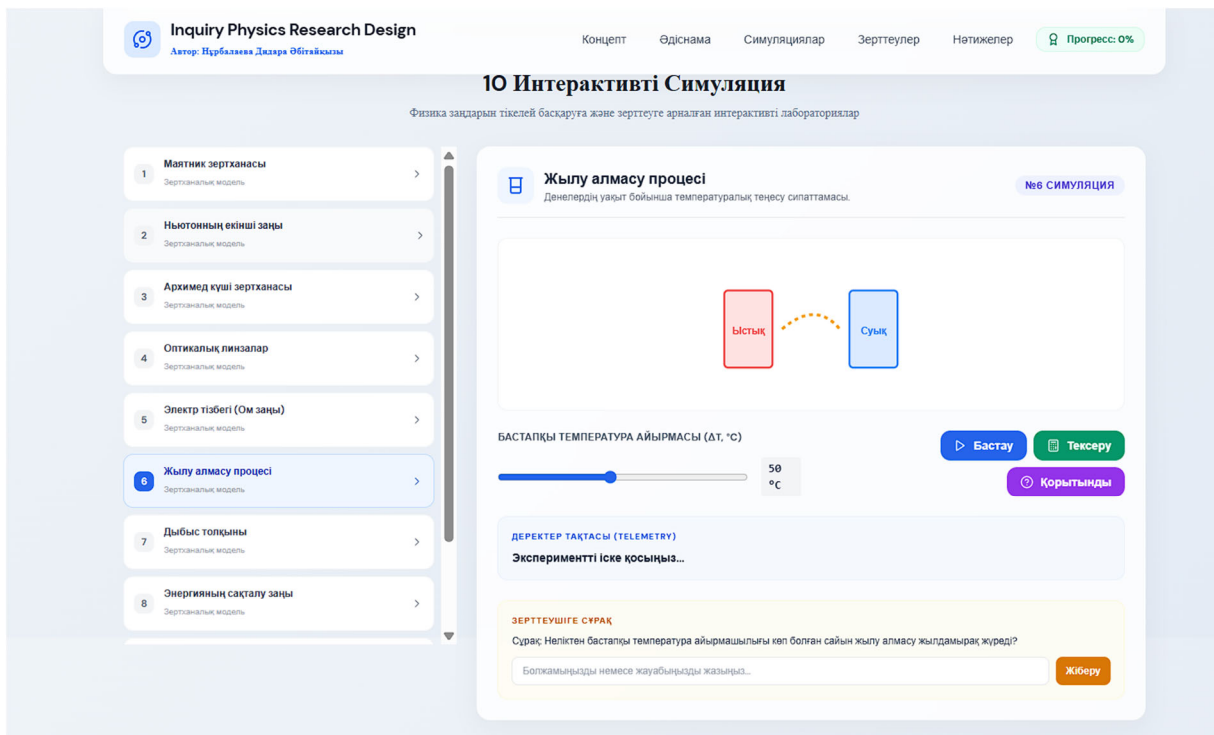 Inquiry Physics Research Design
Автор: Нұрбалаева Дидара Әбітайқызы
Концепт
Әдіснама
Симуляциялар
Зерттеулер
Нәтижелер
Прогресс: 0%
10 Интерактивті Симуляция
Физика заңдарын тікелей басқаруға және зерттеуге арналған интерактивті лабораториялар
1
Маятник зертханасы
Зертханалық модель
2
Ньютонның екінші заңы
Зертханалық модель
3
Архимед күші зертханасы
Зертханалық модель
4
Оптикалық линзалар
Зертханалық модель
5
Электр тізбегі (Ом заңы)
Зертханалық модель
6
Жылу алмасу процесі
Зертханалық модель
7
Дыбыс толқыны
Зертханалық модель
8
Энергияның сақталу заңы
Зертханалық модель
Жылу алмасу процесі
Денелердің уақыт бойынша температуралық теңесу сипаттамасы.
№6 СИМУЛЯЦИЯ
Ыстық
Суық
БАСТАПҚЫ ТЕМПЕРАТУРА АЙЫРМАСЫ (ΔT, °C)
50
°C
Бастау
Тексеру
Қорытынды
ДЕРЕКТЕР ТАҚТАСЫ (TELEMETRY)
Экспериментті іске қосыңыз...
ЗЕРТТЕУШІГЕ СҰРАҚ
Сұрақ: Неліктен бастапқы температура айырмашылығы көп болған сайын жылу алмасу жылдамырақ жүреді?
Болжамыңызды немесе жауабыңызды жазыңыз...
Жіберу